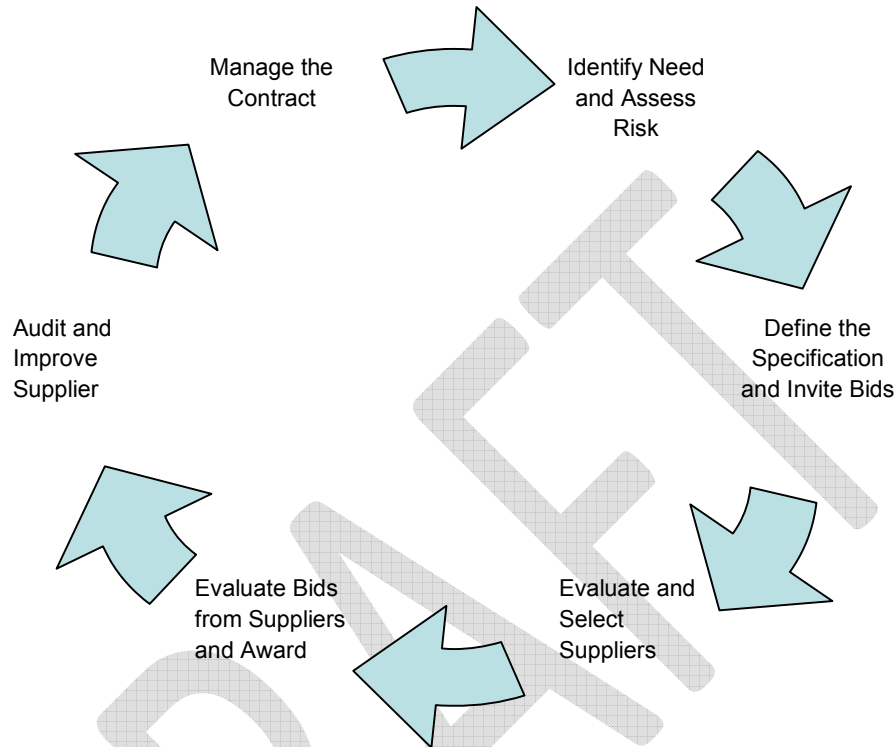 Manage the
Contract
Identify Need
and Assess
Risk
Define the
Specification
and Invite Bids
Evaluate and
Select
Suppliers
Evaluate Bids
from Suppliers
and Award
Audit and
Improve
Supplier
DRAFT